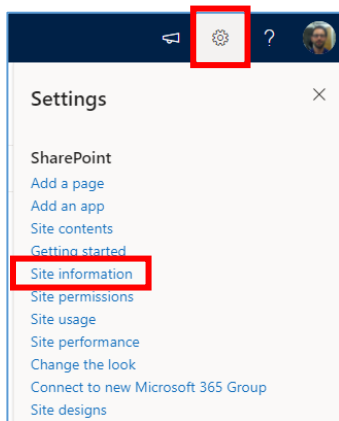 ?
Settings
SharePoint
Add a page
Add an app
Site contents
Getting started
Site information
Site permissions
Site usage
Site performance
Change the look
Connect to new Microsoft 365 Group
Site designs